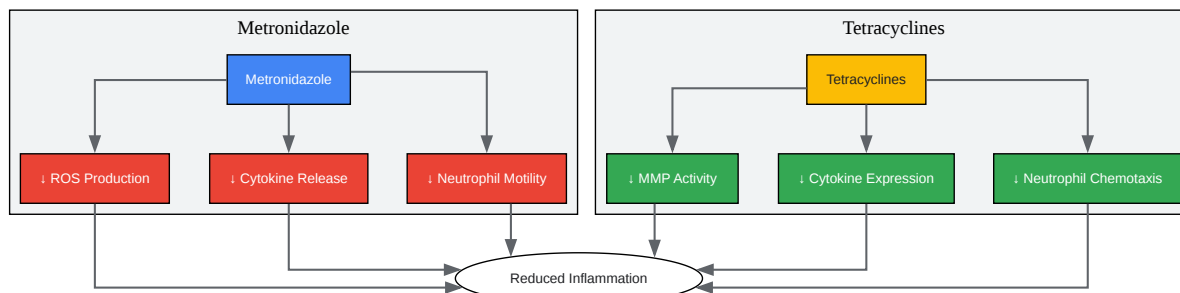 Metronidazole
Tetracyclines
Metronidazole
Tetracyclines
↓ ROS Production
↓ Cytokine Release
↓ Neutrophil Motility
↓ MMP Activity
↓ Cytokine Expression
↓ Neutrophil Chemotaxis
Reduced Inflammation